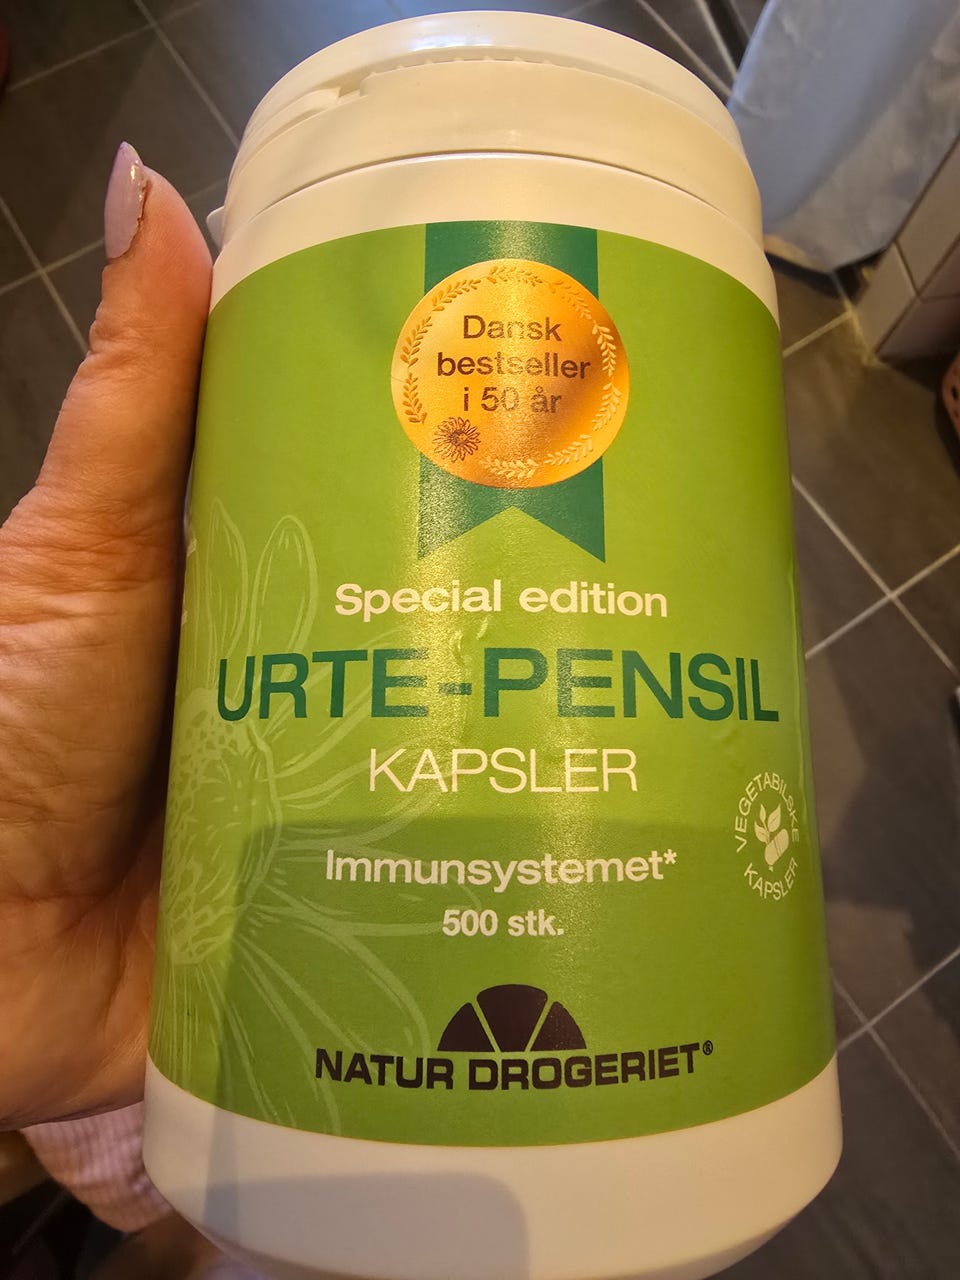 Dansk
bestseller
i 50 år
Special edition
URTE-PENSIL
KAPSLER
VEGETABILSKE
KAPSLER
Immunsystemet*
500 stk.
NATUR DROGERIET®